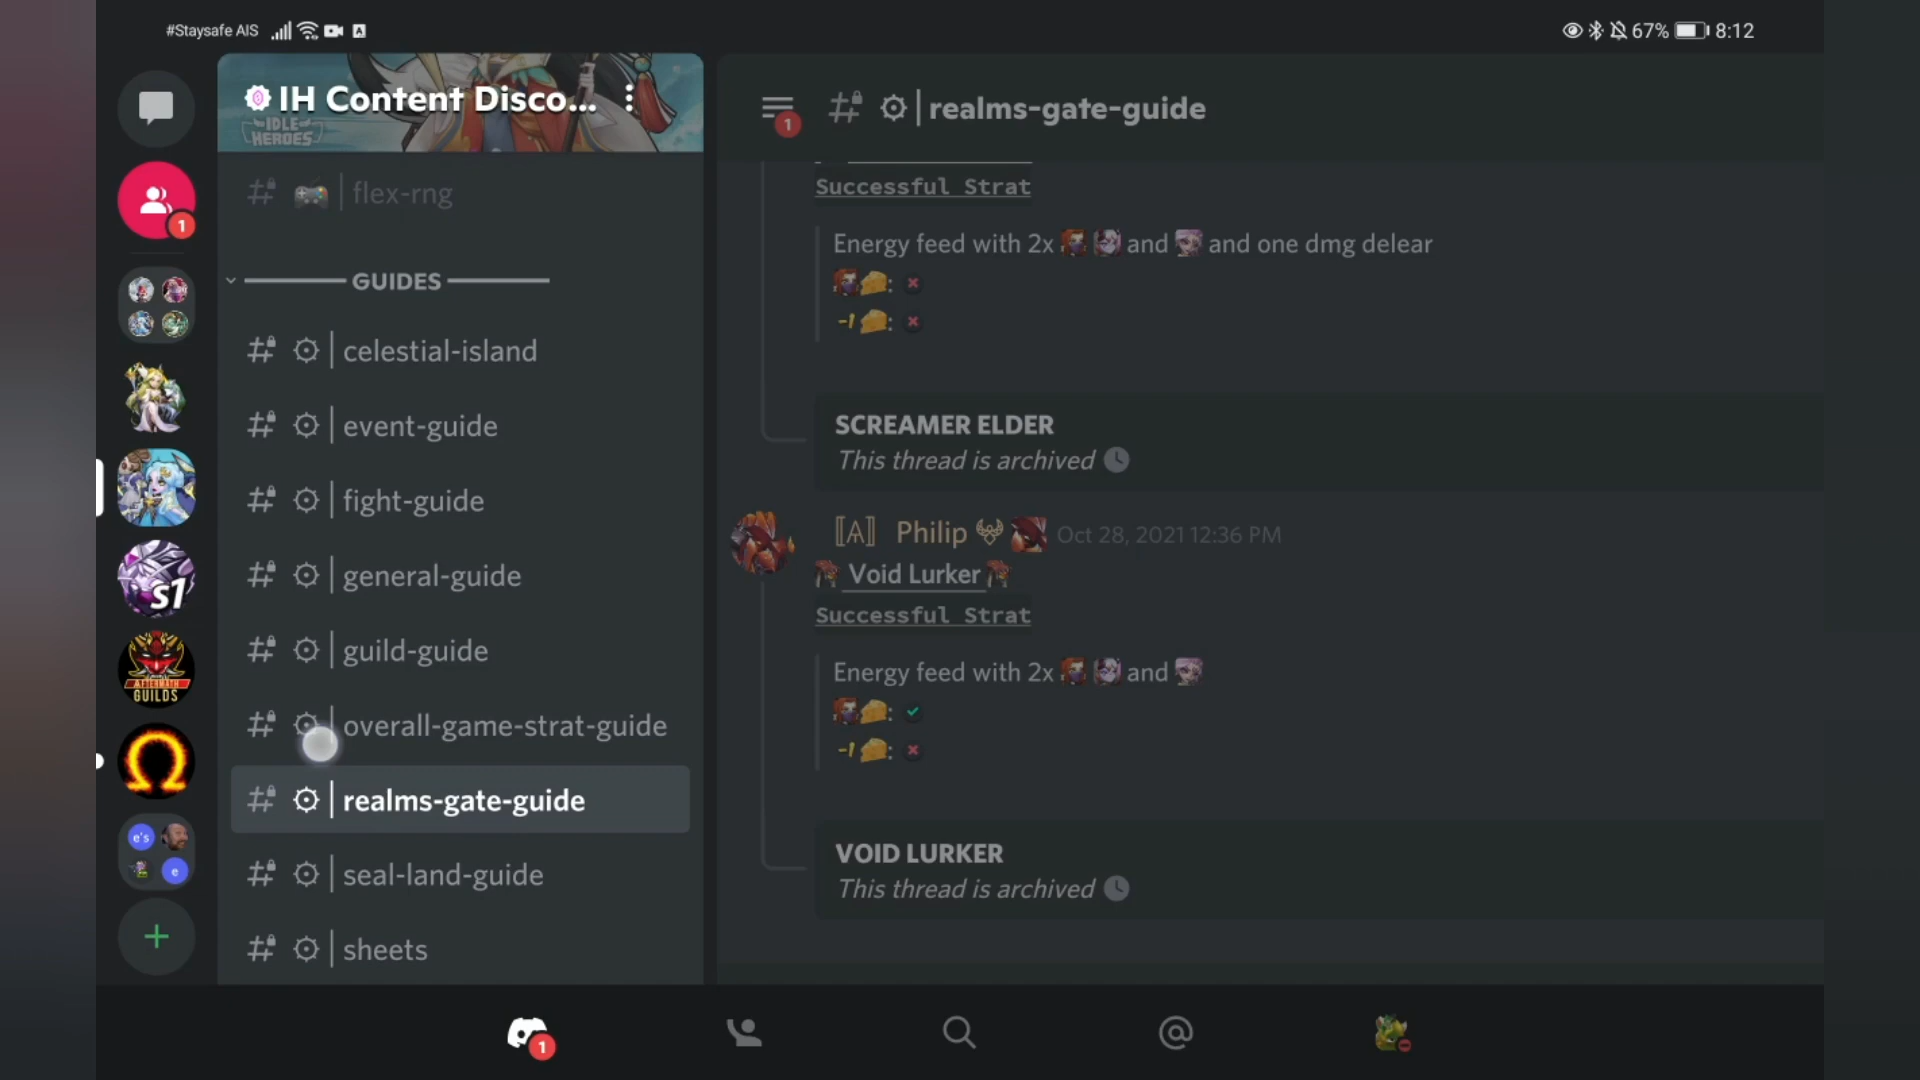 #Staysafe AIS
A
67% 8:12
IH Content Disco...
IDLE
HEROES
flex-rng
GUIDES
celestial-island
event-guide
fight-guide
general-guide
guild-guide
overall-game-strat-guide
realms-gate-guide
seal-land-guide
sheets
1
s1
AFTERMATH
GUILDS
Ω
e's
e
1
realms-gate-guide
Successful Strat
Energy feed with 2x and and one dmg delear
:
-1 :
SCREAMER ELDER
This thread is archived
[A] Philip Oct 28, 2021 12:36 PM
Void Lurker
Successful Strat
Energy feed with 2x and
:
-1 :
VOID LURKER
This thread is archived
1